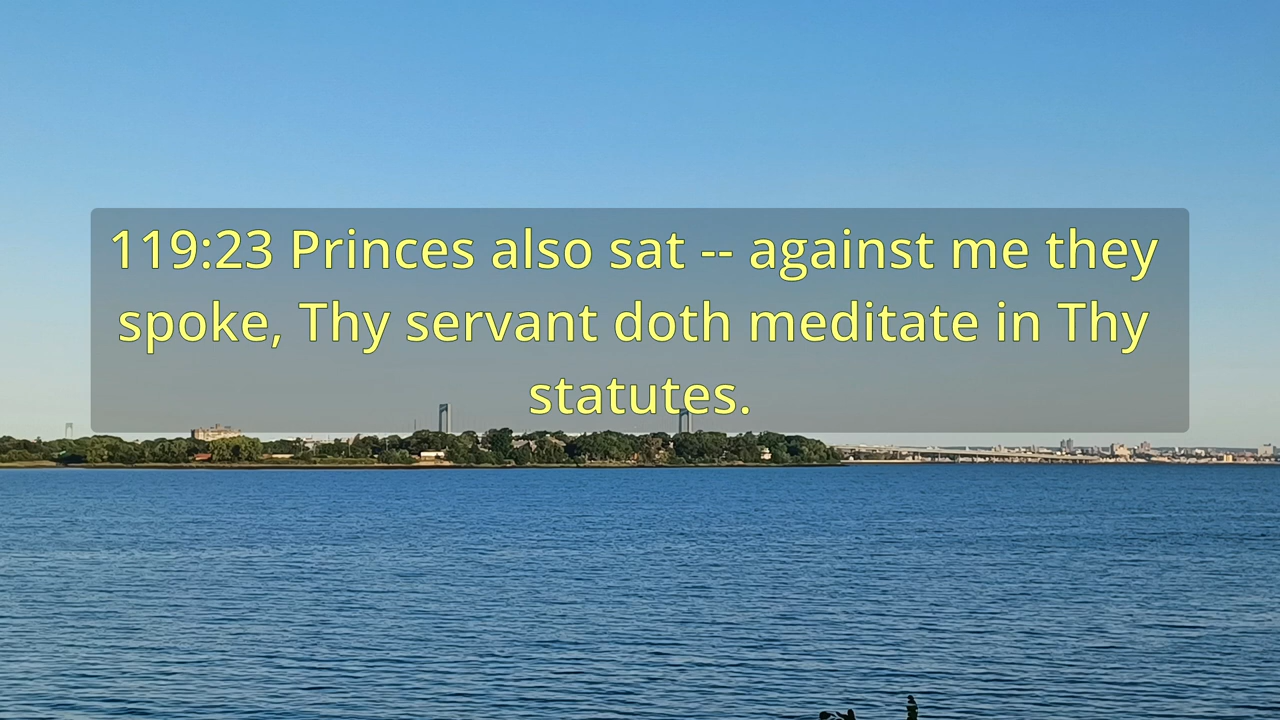 119:23 Princes also sat -- against me they
spoke, Thy servant doth meditate in Thy
statutes.